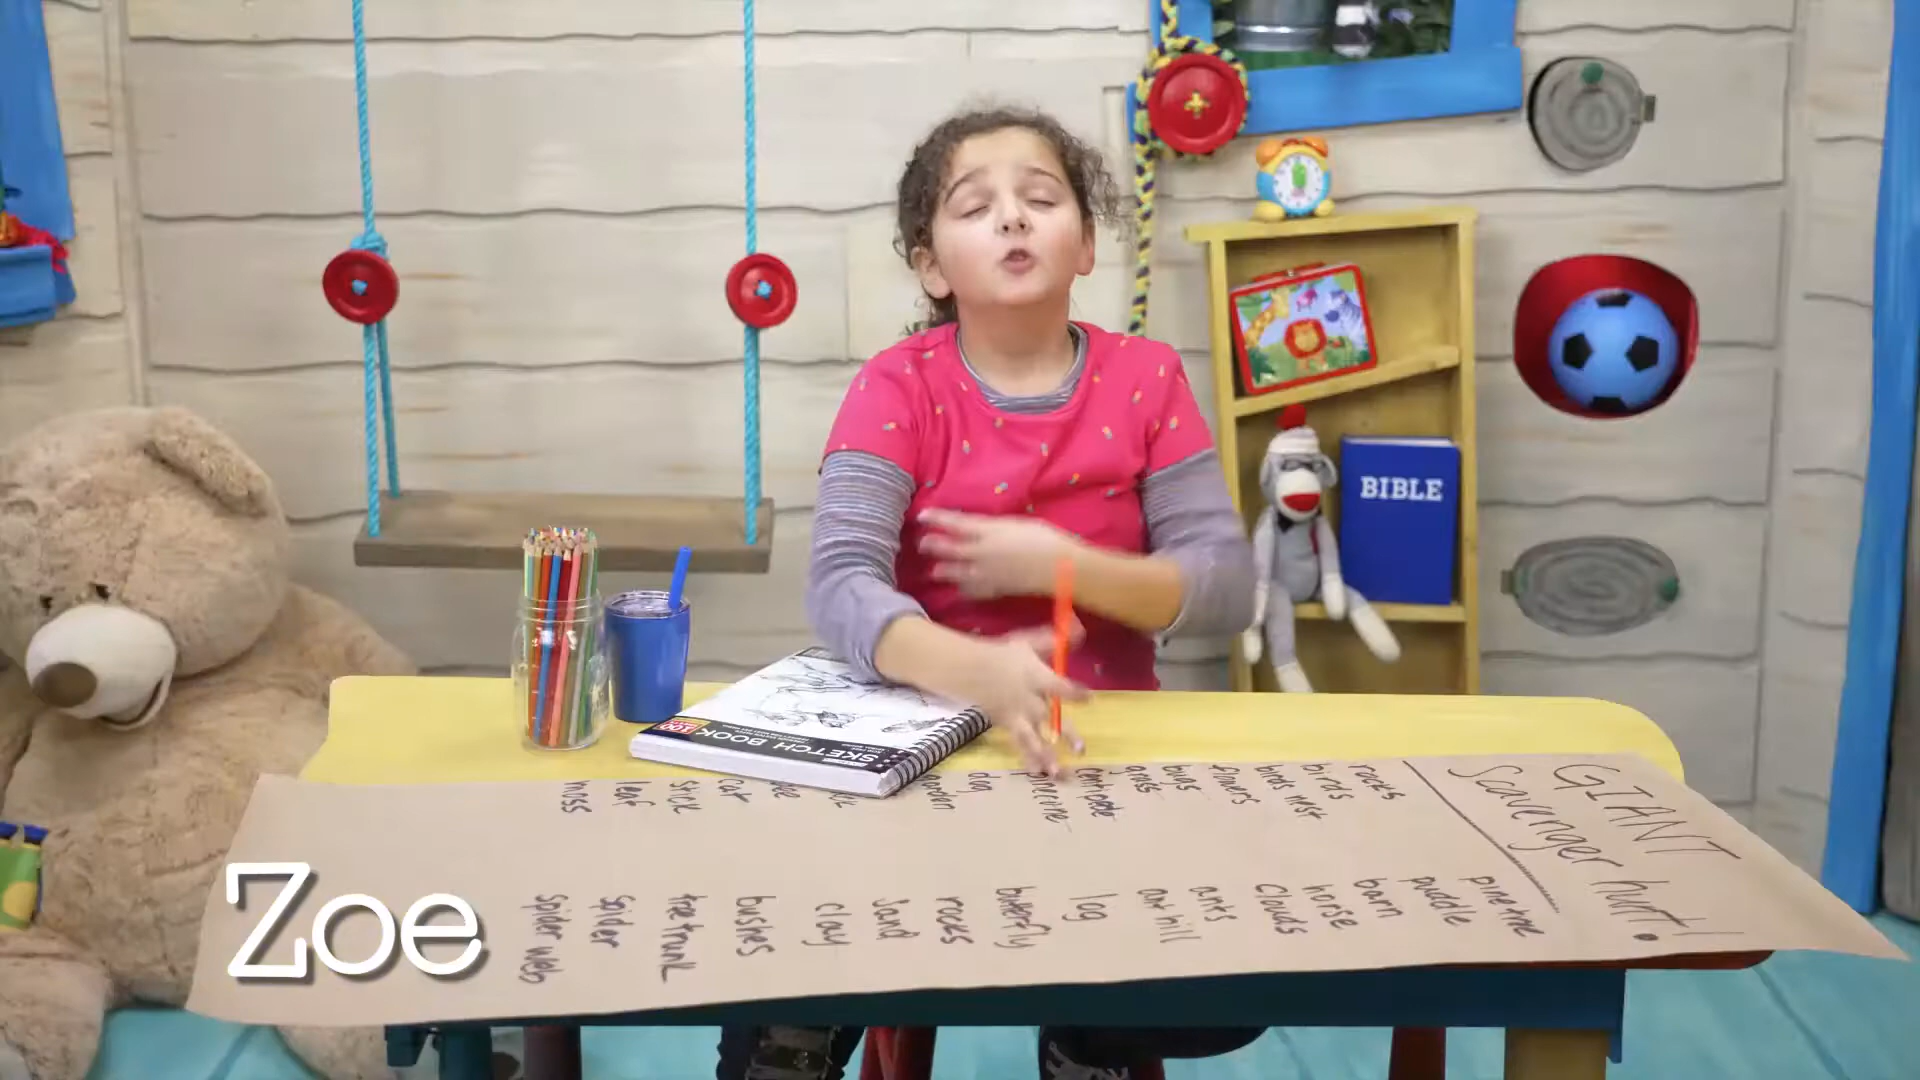 BIBLE
100
SKETCH BOOK
GIANT
Scavenger hunt!
rocks
birds
birds nest
flowers
bugs
grass
centipede
pinecone
dog
cat
stick
leaf
moss
pine tree
puddle
barn
horse
clouds
ants
ant hill
log
butterfly
rocks
sand
clay
bushes
tree trunk
spider
spider web
Zoe